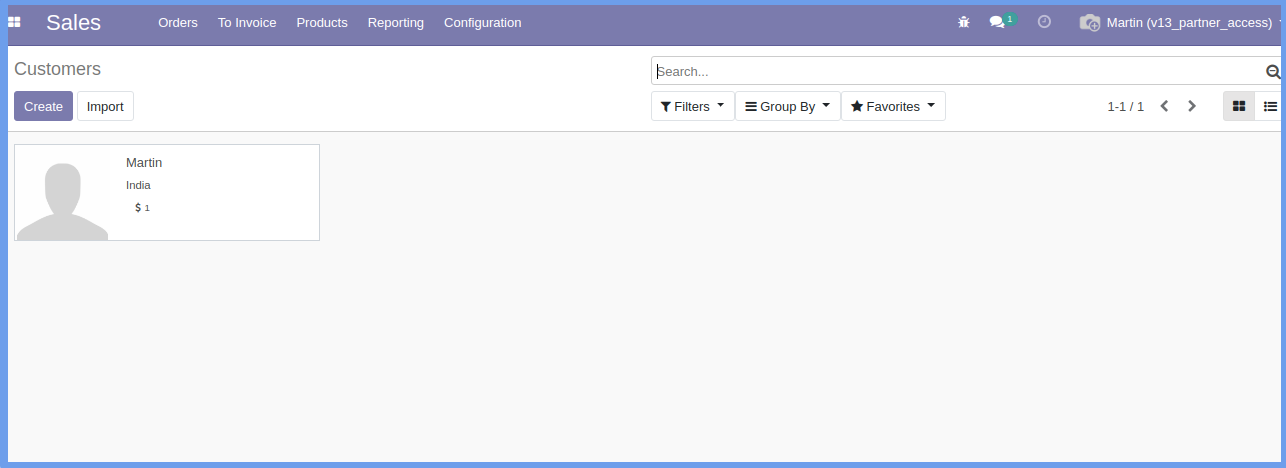 Sales Orders To Invoice Products Reporting Configuration 1 Martin (v13_partner_access)
Customers
Search...
Create Import Filters Group By Favorites 1-1 / 1
Martin
India
$ 1